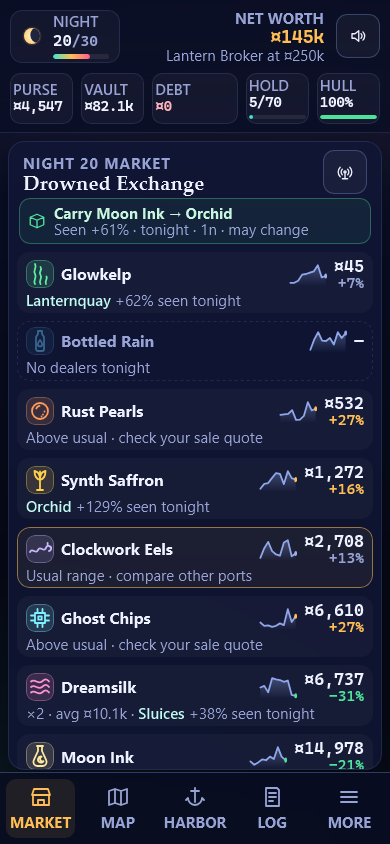 NIGHT
20/30
NET WORTH
¤145k
Lantern Broker at ¤250k
PURSE
¤4,547
VAULT
¤82.1k
DEBT
¤0
HOLD
5/70
HULL
100%
NIGHT 20 MARKET
Drowned Exchange
Carry Moon Ink → Orchid
Seen +61% · tonight · 1n · may change
Glowkelp
¤45
+7%
Lanternquay +62% seen tonight
Bottled Rain
—
No dealers tonight
Rust Pearls
¤532
+27%
Above usual · check your sale quote
Synth Saffron
¤1,272
+16%
Orchid +129% seen tonight
Clockwork Eels
¤2,708
+13%
Usual range · compare other ports
Ghost Chips
¤6,610
+27%
Above usual · check your sale quote
Dreamsilk
¤6,737
−31%
×2 · avg ¤10.1k · Sluices +38% seen tonight
Moon Ink
¤14,978
−21%
MARKET
MAP
HARBOR
LOG
MORE